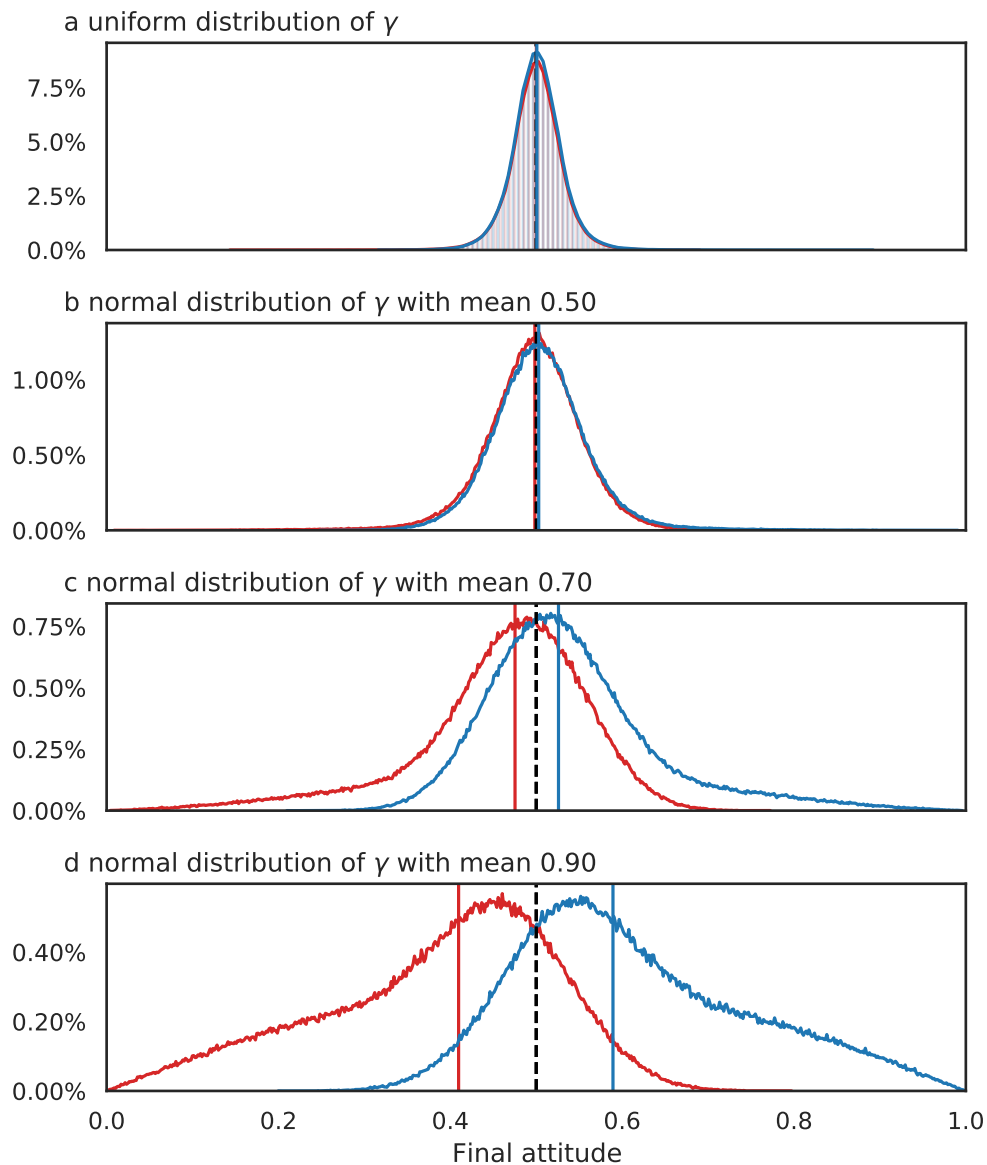 a uniform distribution of γ
7.5%
5.0%
2.5%
0.0%
b normal distribution of γ with mean 0.50
1.00%
0.50%
0.00%
c normal distribution of γ with mean 0.70
0.75%
0.50%
0.25%
0.00%
d normal distribution of γ with mean 0.90
0.40%
0.20%
0.00%
0.0 0.2 0.4 0.6 0.8 1.0
Final attitude